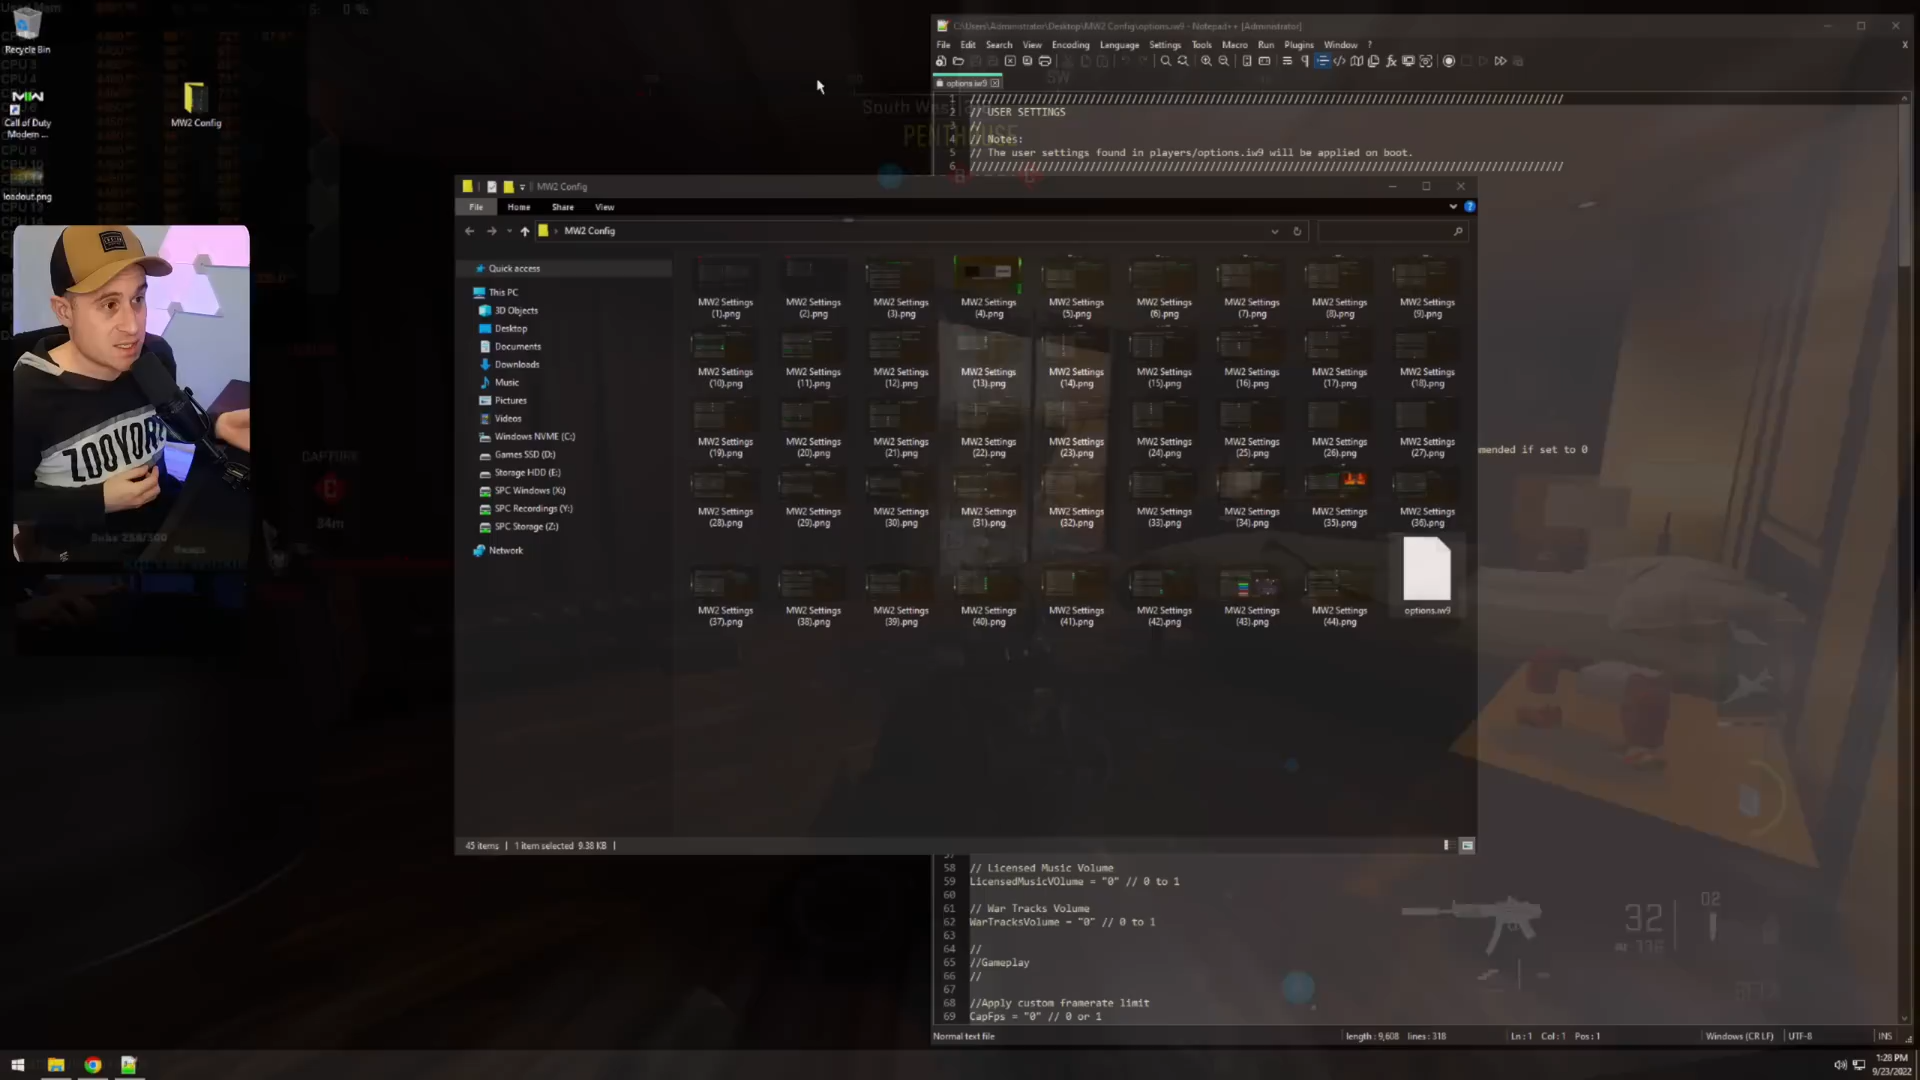 Recycle Bin
MW
Call of Duty
Modern ...
loadout.png
MW2 Config
PENTHOUSE
SW
CAPTURE
34m
ZOOYORK
C:\Users\Administrator\Desktop\MW2 Config\options.iw9 - Notepad++ [Administrator]
File Edit Search View Encoding Language Settings Tools Macro Run Plugins Window ?
options.iw9
1 ////////////////////////////////////////////////////////////////////////////////
2 // USER SETTINGS
3 //
4 // Notes:
5 // The user settings found in players/options.iw9 will be applied on boot.
6 ////////////////////////////////////////////////////////////////////////////////
MW2 Config
File Home Share View
MW2 Config
Quick access
This PC
3D Objects
Desktop
Documents
Downloads
Music
Pictures
Videos
Windows NVME (C:)
Games SSD (D:)
Storage HDD (E:)
SPC Windows (X:)
SPC Recordings (Y:)
SPC Storage (Z:)
Network
MW2 Settings (1).png
MW2 Settings (2).png
MW2 Settings (3).png
MW2 Settings (4).png
MW2 Settings (5).png
MW2 Settings (6).png
MW2 Settings (7).png
MW2 Settings (8).png
MW2 Settings (9).png
MW2 Settings (10).png
MW2 Settings (11).png
MW2 Settings (12).png
MW2 Settings (13).png
MW2 Settings (14).png
MW2 Settings (15).png
MW2 Settings (16).png
MW2 Settings (17).png
MW2 Settings (18).png
MW2 Settings (19).png
MW2 Settings (20).png
MW2 Settings (21).png
MW2 Settings (22).png
MW2 Settings (23).png
MW2 Settings (24).png
MW2 Settings (25).png
MW2 Settings (26).png
MW2 Settings (27).png
MW2 Settings (28).png
MW2 Settings (29).png
MW2 Settings (30).png
MW2 Settings (31).png
MW2 Settings (32).png
MW2 Settings (33).png
MW2 Settings (34).png
MW2 Settings (35).png
MW2 Settings (36).png
MW2 Settings (37).png
MW2 Settings (38).png
MW2 Settings (39).png
MW2 Settings (40).png
MW2 Settings (41).png
MW2 Settings (42).png
MW2 Settings (43).png
MW2 Settings (44).png
options.iw9
45 items 1 item selected 9.38 KB
mended if set to 0
58 // Licensed Music Volume
59 LicensedMusicVOlume = "0" // 0 to 1
60
61 // War Tracks Volume
62 WarTracksVolume = "0" // 0 to 1
63
64 //
65 //Gameplay
66 //
67
68 //Apply custom framerate limit
69 CapFps = "0" // 0 or 1
32
02
Normal text file
length : 9,608 lines : 318
Ln : 1 Col : 1 Pos : 1
Windows (CR LF)
UTF-8
INS
1:28 PM
9/23/2022